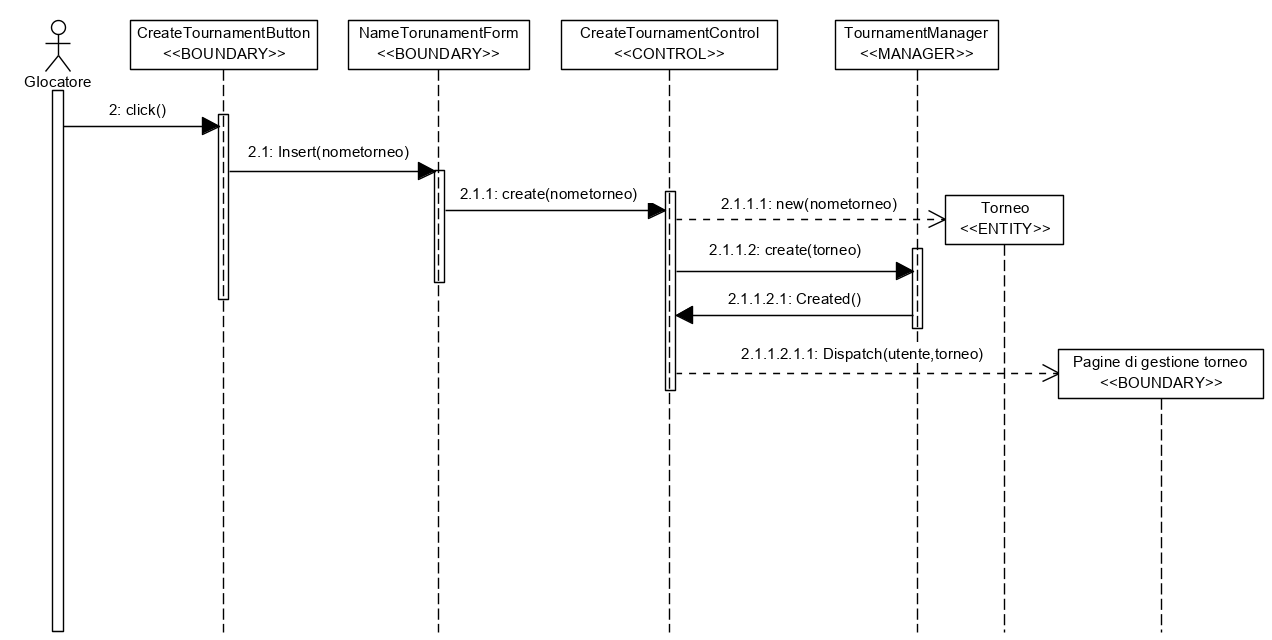 CreateTournamentButton
<<BOUNDARY>>
NameTorunamentForm
<<BOUNDARY>>
CreateTournamentControl
<<CONTROL>>
TournamentManager
<<MANAGER>>
GIocatore
2: click()
2.1: Insert(nometorneo)
2.1.1: create(nometorneo)
2.1.1.1: new(nometorneo)
Torneo
<<ENTITY>>
2.1.1.2: create(torneo)
2.1.1.2.1: Created()
2.1.1.2.1.1: Dispatch(utente,torneo)
Pagine di gestione torneo
<<BOUNDARY>>